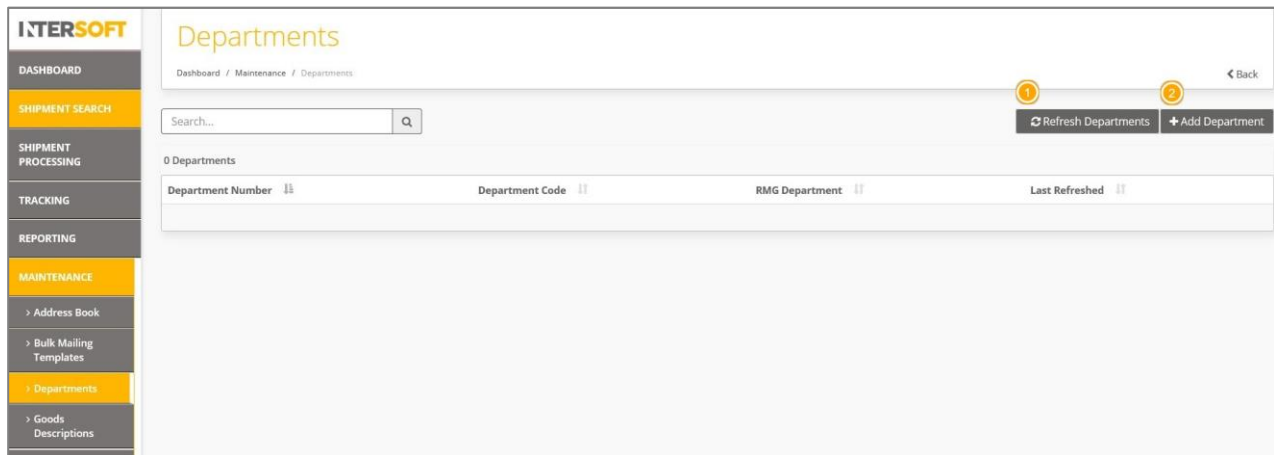 INTERSOFT
DASHBOARD
SHIPMENT SEARCH
SHIPMENT
PROCESSING
TRACKING
REPORTING
MAINTENANCE
> Address Book
> Bulk Mailing
Templates
> Departments
> Goods
Descriptions
Departments
Dashboard / Maintenance / Departments
Back
Search...
1
2
Refresh Departments
Add Department
0 Departments
Department Number Department Code RMG Department Last Refreshed